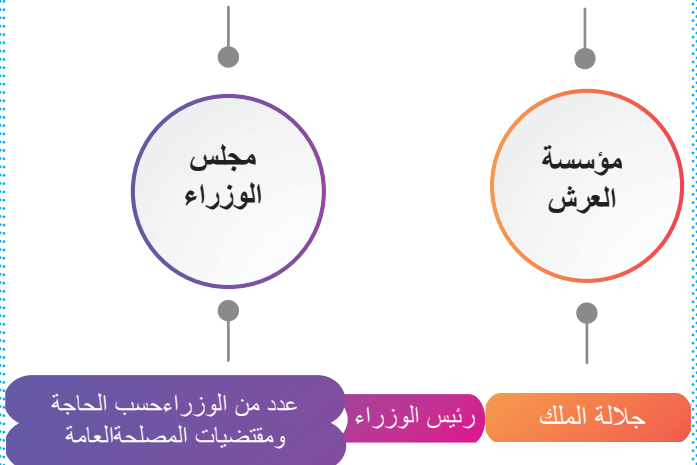 مؤسسة
العرش
مجلس
الوزراء
جلالة الملك
رئيس الوزراء
عدد من الوزراءحسب الحاجة
ومقتضيات المصلحةالعامة